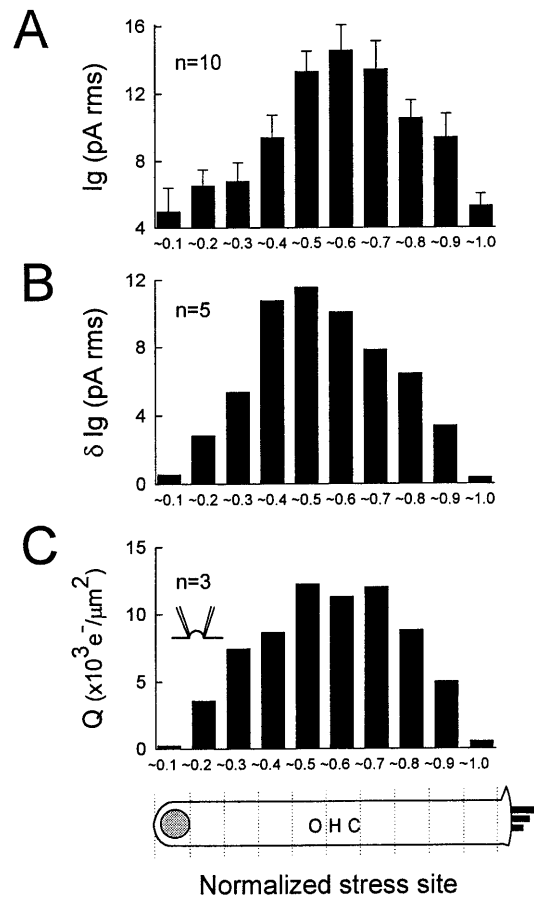 A
Ig (pA rms)
16
12
8
4
n=10
~0.1 ~0.2 ~0.3 ~0.4 ~0.5 ~0.6 ~0.7 ~0.8 ~0.9 ~1.0
B
δ Ig (pA rms)
12
8
4
0
n=5
~0.1 ~0.2 ~0.3 ~0.4 ~0.5 ~0.6 ~0.7 ~0.8 ~0.9 ~1.0
C
Q (x10³e⁻/μm²)
15
10
5
0
n=3
~0.1 ~0.2 ~0.3 ~0.4 ~0.5 ~0.6 ~0.7 ~0.8 ~0.9 ~1.0
O H C
Normalized stress site